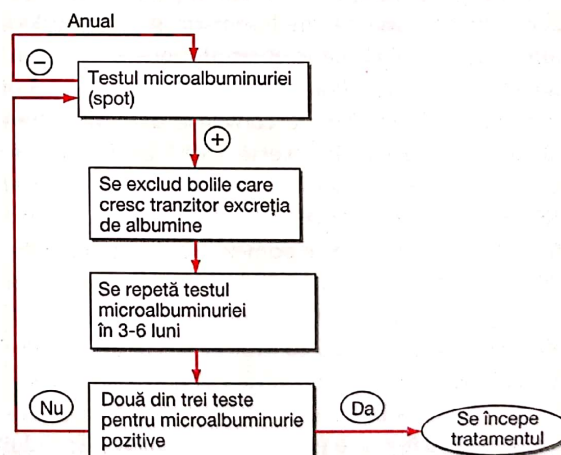 Anual
−
Testul microalbuminuriei
(spot)
+
Se exclud bolile care
cresc tranzitor excreția
de albumine
Se repetă testul
microalbuminuriei
în 3-6 luni
Nu
Două din trei teste
pentru microalbuminurie
pozitive
Da
Se începe
tratamentul